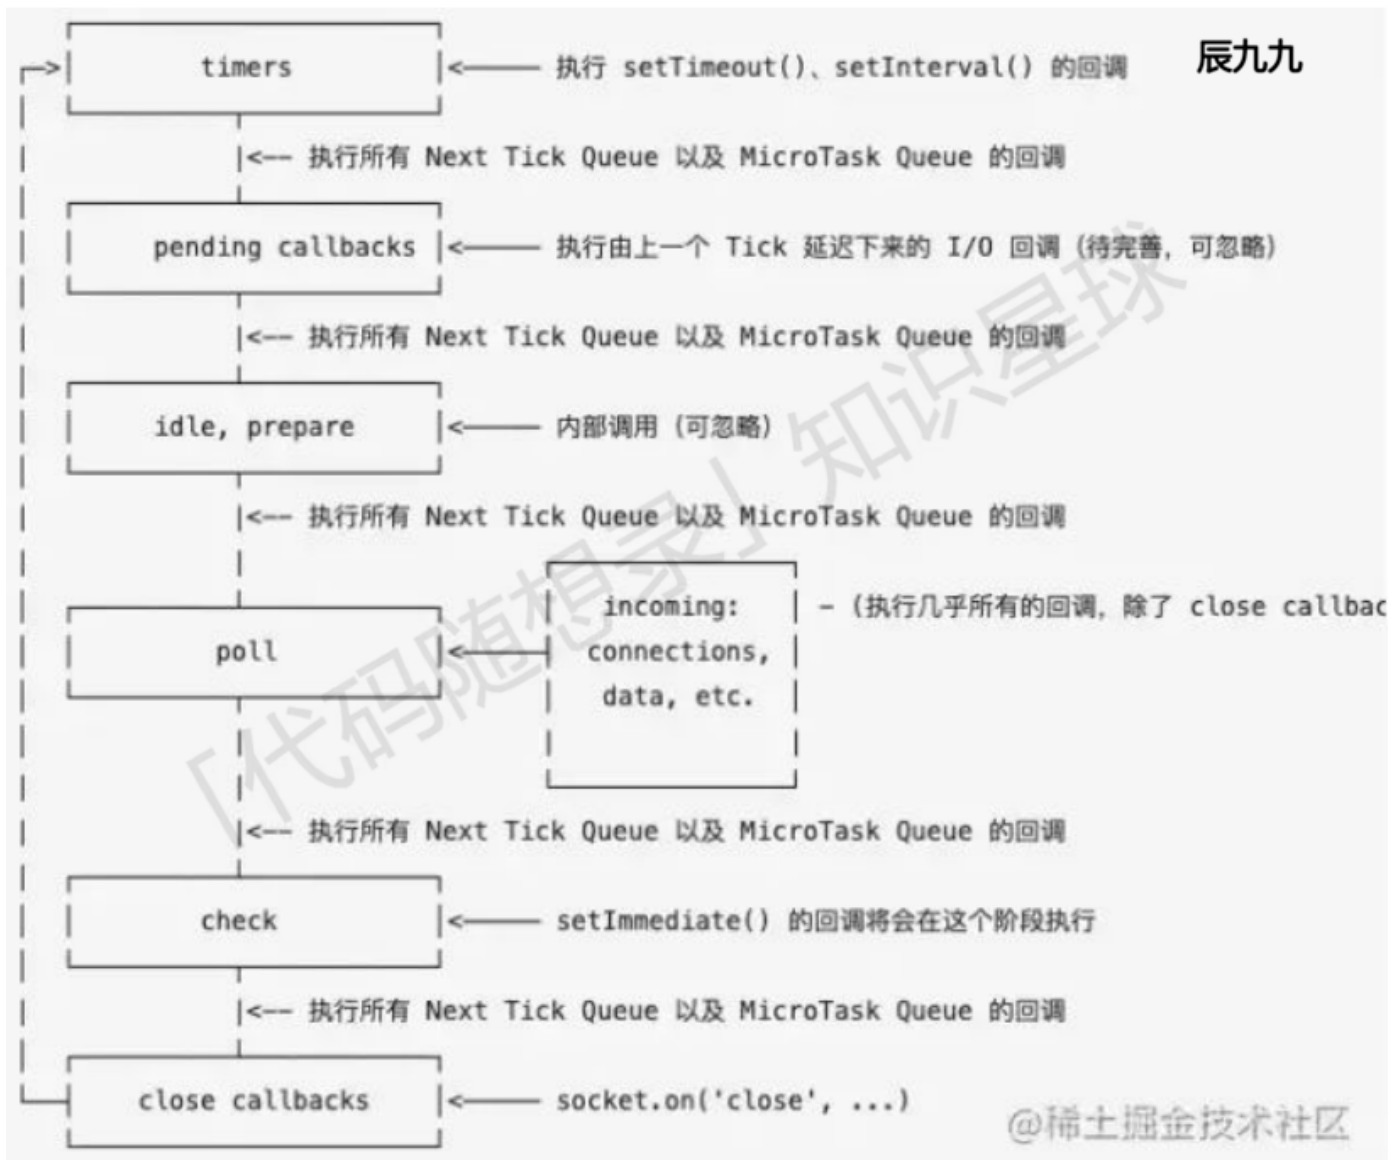 辰九九
timers
执行 setTimeout()、setInterval() 的回调
执行所有 Next Tick Queue 以及 MicroTask Queue 的回调
pending callbacks
执行由上一个 Tick 延迟下来的 I/O 回调（待完善，可忽略）
执行所有 Next Tick Queue 以及 MicroTask Queue 的回调
idle, prepare
内部调用（可忽略）
执行所有 Next Tick Queue 以及 MicroTask Queue 的回调
poll
incoming:
connections,
data, etc.
- (执行几乎所有的回调，除了 close callbac
执行所有 Next Tick Queue 以及 MicroTask Queue 的回调
check
setImmediate() 的回调将会在这个阶段执行
执行所有 Next Tick Queue 以及 MicroTask Queue 的回调
close callbacks
socket.on('close', ...)
「代码随想录」知识星球
@稀土掘金技术社区